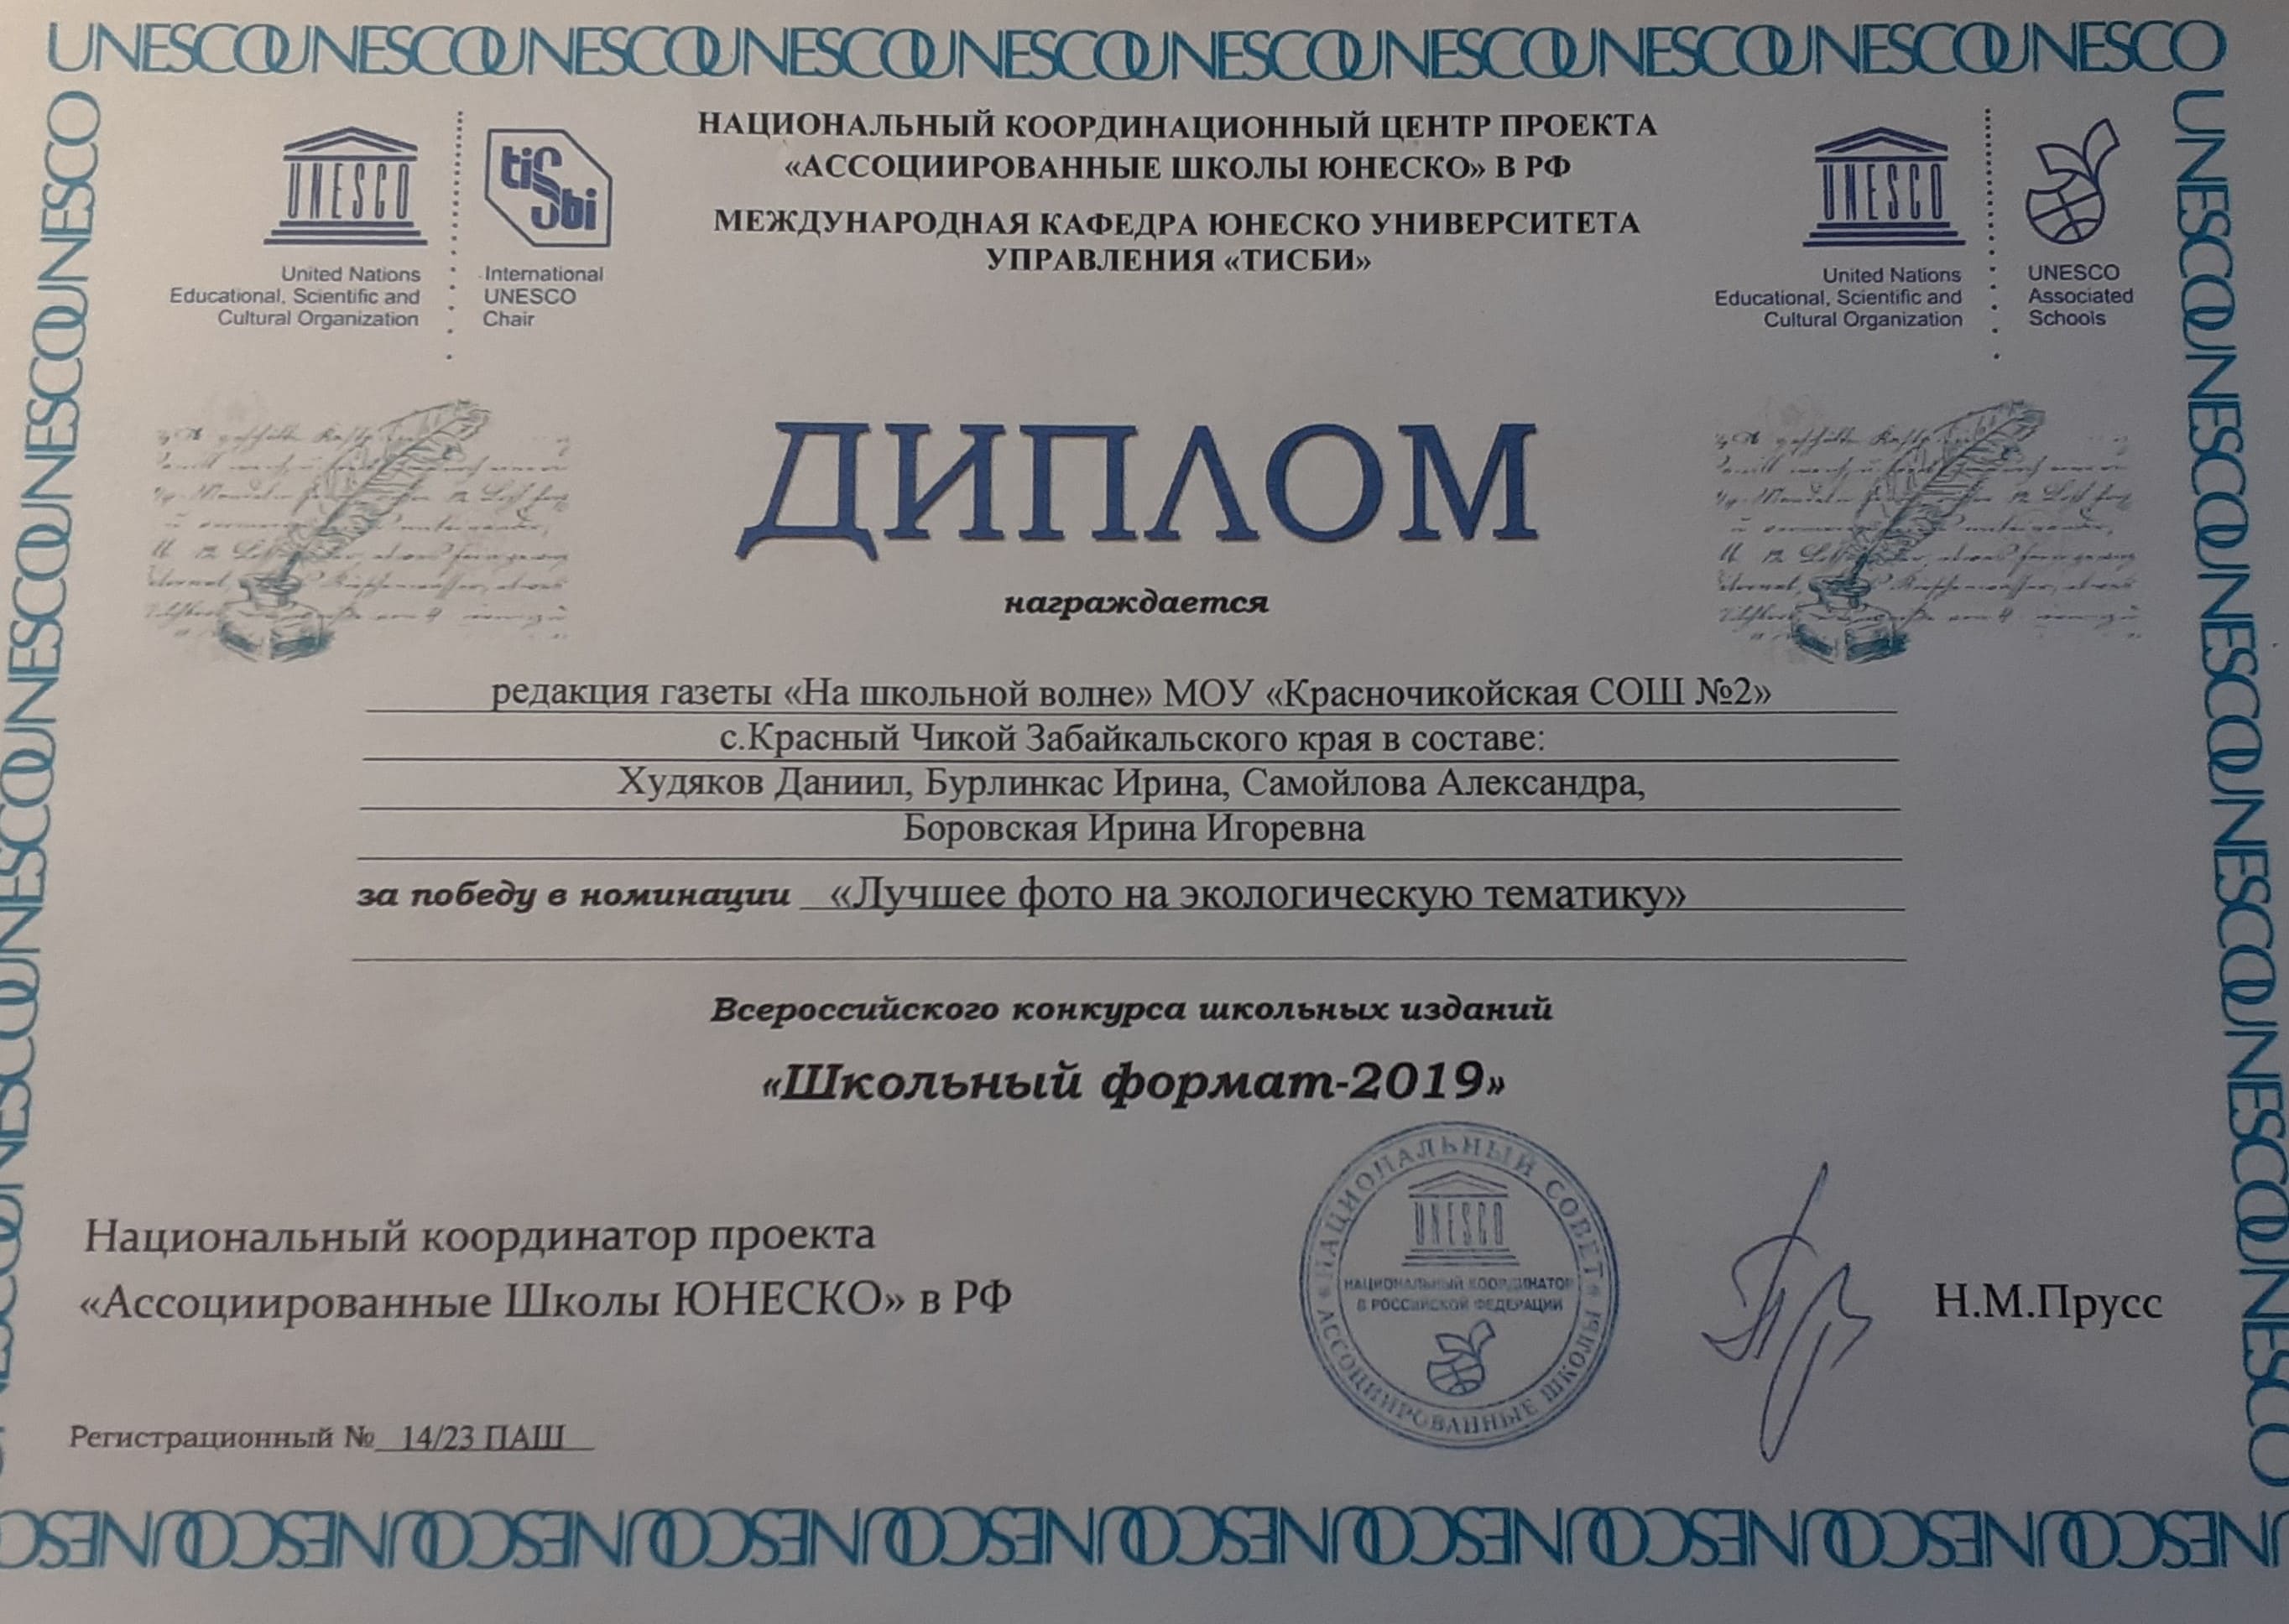 UNESCOUNESCOUNESCOUNESCOUNESCOUNESCOUNESCOUNESCOUNESCOUNESCO
НАЦИОНАЛЬНЫЙ КООРДИНАЦИОННЫЙ ЦЕНТР ПРОЕКТА
«АССОЦИИРОВАННЫЕ ШКОЛЫ ЮНЕСКО» В РФ
МЕЖДУНАРОДНАЯ КАФЕДРА ЮНЕСКО УНИВЕРСИТЕТА
УПРАВЛЕНИЯ «ТИСБИ»
UNESCO
United Nations
Educational, Scientific and
Cultural Organization
tisbi
International
UNESCO
Chair
UNESCO
United Nations
Educational, Scientific and
Cultural Organization
UNESCO
Associated
Schools
ДИПЛОМ
награждается
редакция газеты «На школьной волне» МОУ «Красночикойская СОШ №2»
с.Красный Чикой Забайкальского края в составе:
Худяков Даниил, Бурлинкас Ирина, Самойлова Александра,
Боровская Ирина Игоревна
за победу в номинации «Лучшее фото на экологическую тематику»
Всероссийского конкурса школьных изданий
«Школьный формат-2019»
Национальный координатор проекта
«Ассоциированные Школы ЮНЕСКО» в РФ
НАЦИОНАЛЬНЫЙ СОВЕТ
UNESCO
НАЦИОНАЛЬНЫЙ КООРДИНАТОР
В РОССИЙСКОЙ ФЕДЕРАЦИИ
АССОЦИИРОВАННЫЕ ШКОЛЫ
Н.М.Прусс
Регистрационный № 14/23 ПАШ